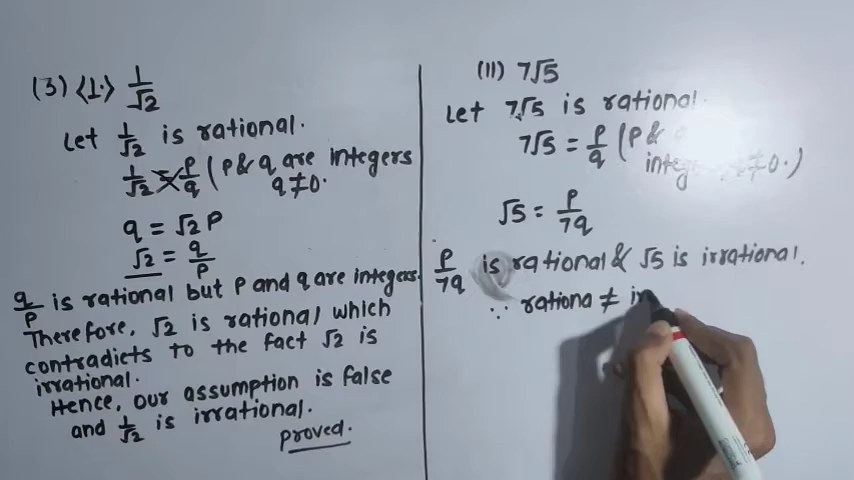 (3) <1.> 1/√2
Let 1/√2 is rational.
1/√2 = p/q (p & q are integers
q ≠ 0.
q = √2 p
√2 = q/p
q/p is rational but p and q are integers.
Therefore, √2 is rational, which
contradicts to the fact √2 is
irrational.
Hence, our assumption is false
and 1/√2 is irrational.
proved.
(II) 7√5
Let 7√5 is rational.
7√5 = p/q (p &
≠ 0.)
√5 = p/7q
p/7q is rational & √5 is irrational.
∵ rationa ≠